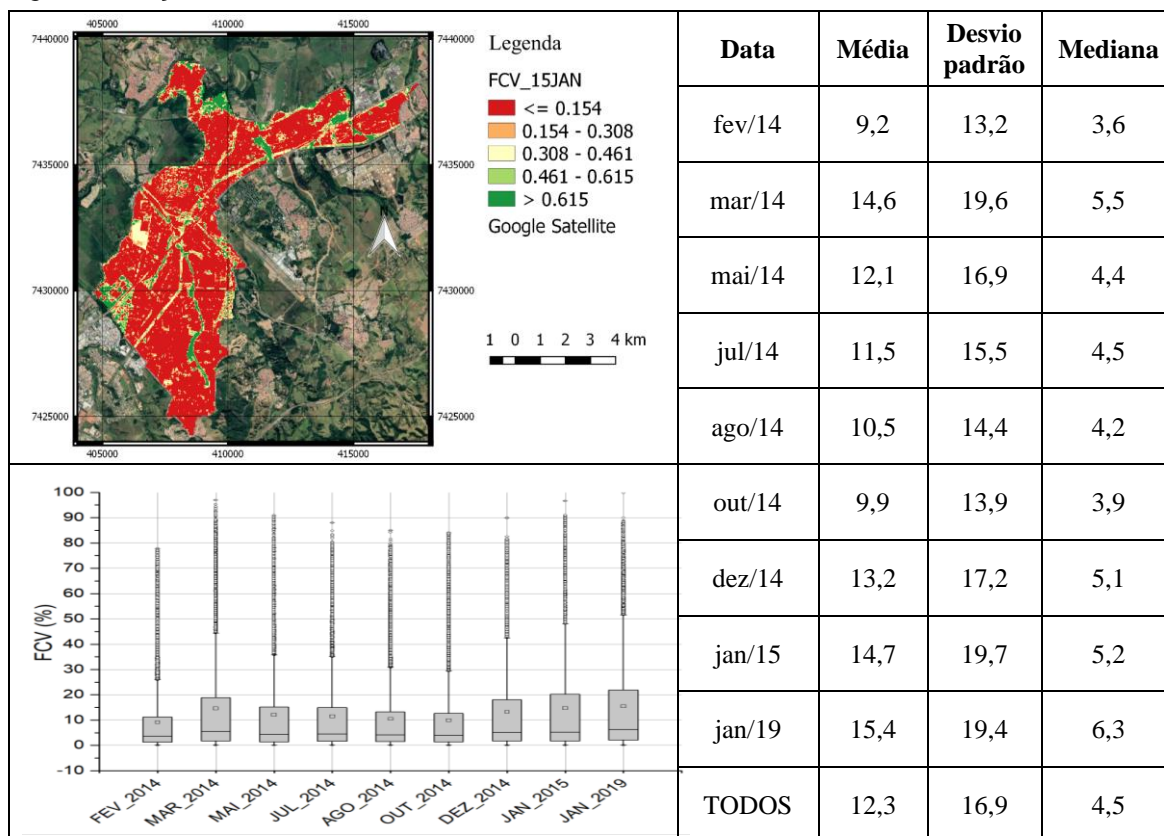 405000 410000 415000
7440000 7440000
7435000 7435000
7430000 7430000
7425000 7425000
405000 410000 415000
Legenda
FCV_15JAN
<= 0.154
0.154 - 0.308
0.308 - 0.461
0.461 - 0.615
> 0.615
Google Satellite
1 0 1 2 3 4 km
Data Média Desvio padrão Mediana
fev/14 9,2 13,2 3,6
mar/14 14,6 19,6 5,5
mai/14 12,1 16,9 4,4
jul/14 11,5 15,5 4,5
ago/14 10,5 14,4 4,2
out/14 9,9 13,9 3,9
dez/14 13,2 17,2 5,1
jan/15 14,7 19,7 5,2
jan/19 15,4 19,4 6,3
TODOS 12,3 16,9 4,5
FCV (%)
100
90
80
70
60
50
40
30
20
10
0
-10
FEV_2014 MAR_2014 MAI_2014 JUL_2014 AGO_2014 OUT_2014 DEZ_2014 JAN_2015 JAN_2019